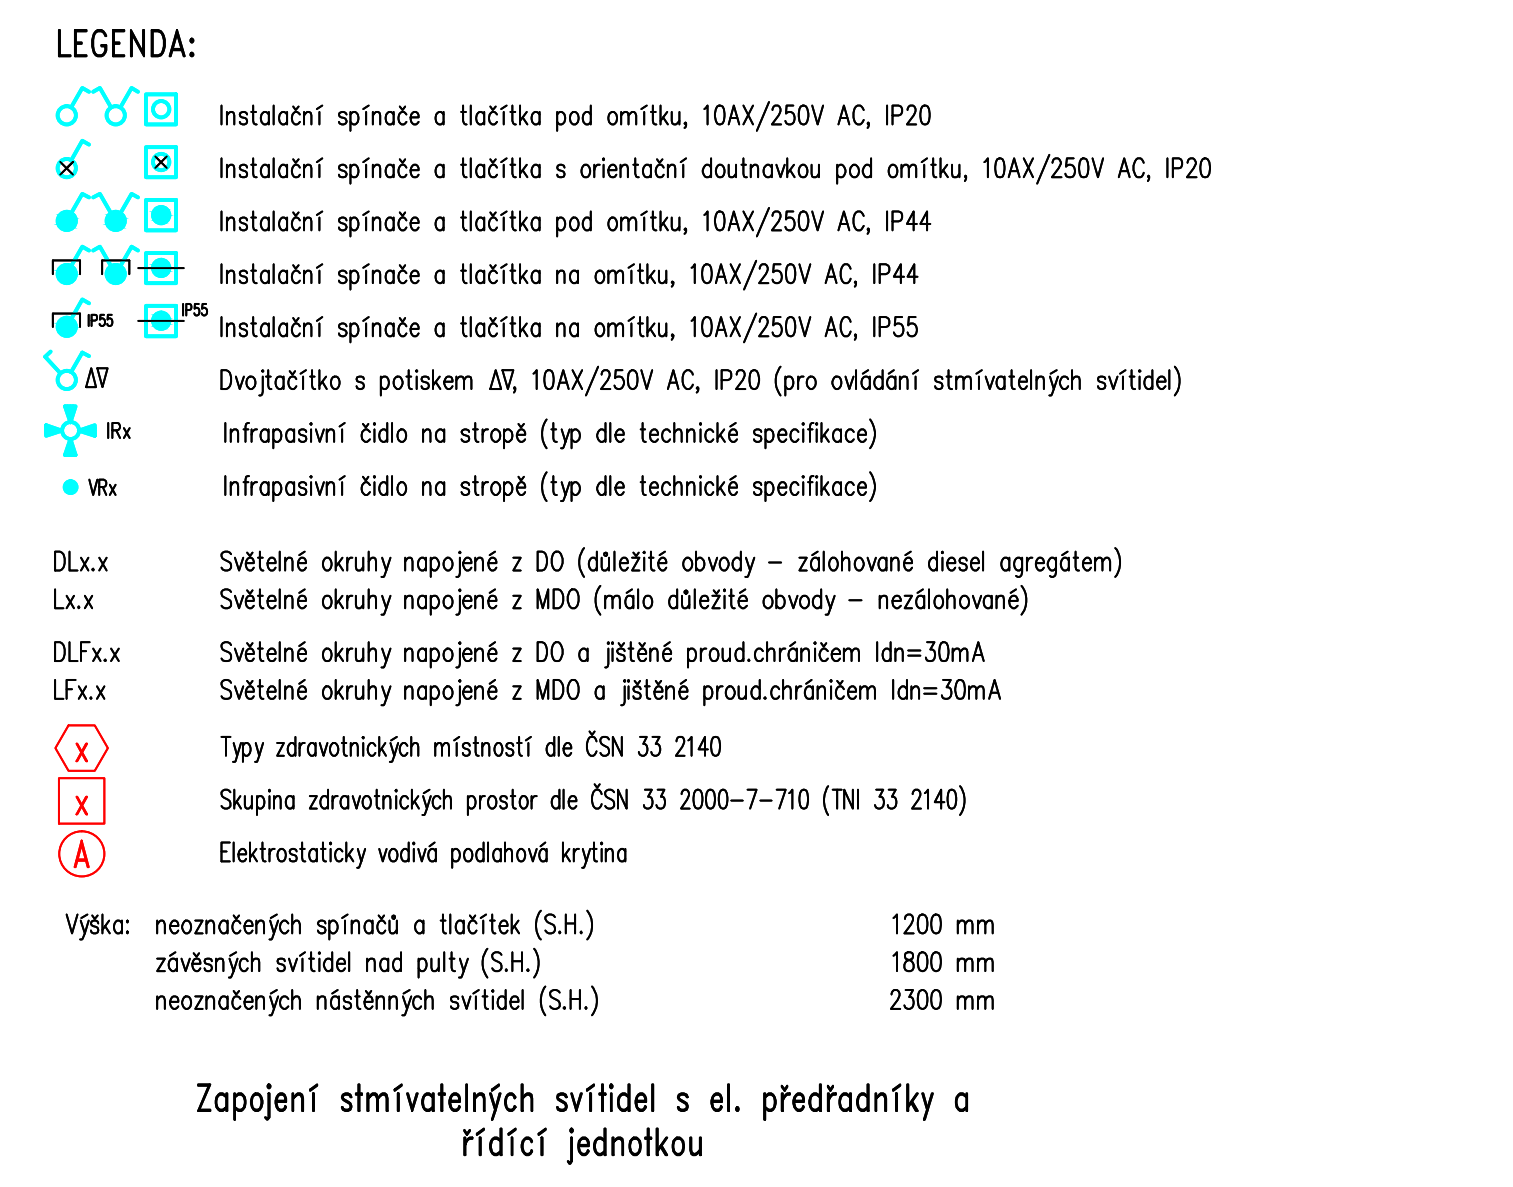 LEGENDA:
Instalační spínače a tlačítka pod omítku, 10AX/250V AC, IP20
x x Instalační spínače a tlačítka s orientační doutnavkou pod omítku, 10AX/250V AC, IP20
Instalační spínače a tlačítka pod omítku, 10AX/250V AC, IP44
Instalační spínače a tlačítka na omítku, 10AX/250V AC, IP44
IP55 IP55 Instalační spínače a tlačítka na omítku, 10AX/250V AC, IP55
Δ∇ Dvojtačítko s potiskem Δ∇, 10AX/250V AC, IP20 (pro ovládání stmívatelných svítidel)
IRx Infrapasivní čidlo na stropě (typ dle technické specifikace)
VRx Infrapasivní čidlo na stropě (typ dle technické specifikace)
DLx.x Světelné okruhy napojené z DO (důležité obvody – zálohované diesel agregátem)
Lx.x Světelné okruhy napojené z MDO (málo důležité obvody – nezálohované)
DLFx.x Světelné okruhy napojené z DO a jištěné proud.chráničem Idn=30mA
LFx.x Světelné okruhy napojené z MDO a jištěné proud.chráničem Idn=30mA
x Typy zdravotnických místností dle ČSN 33 2140
x Skupina zdravotnických prostor dle ČSN 33 2000-7-710 (TNI 33 2140)
A Elektrostaticky vodivá podlahová krytina
Výška: neoznačených spínačů a tlačítek (S.H.) 1200 mm
závěsných svítidel nad pulty (S.H.) 1800 mm
neoznačených nástěnných svítidel (S.H.) 2300 mm
Zapojení stmívatelných svítidel s el. předřadníky a
řídící jednotkou